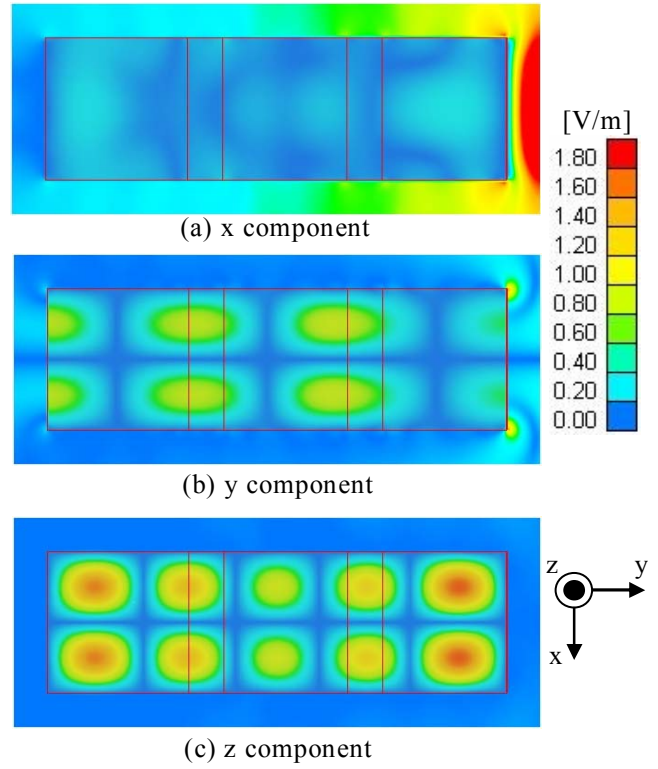 (a) x component
[V/m]
1.80
1.60
1.40
1.20
1.00
0.80
0.60
0.40
0.20
0.00
(b) y component
z
y
x
(c) z component